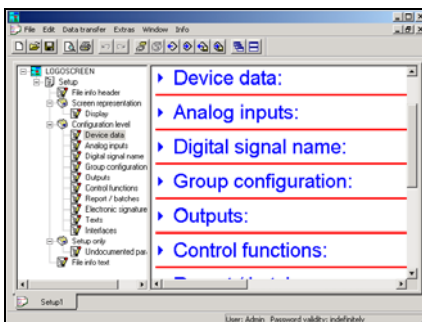 File Edit Data transfer Extras Window Info
LOGOSCREEN
Setup
File info header
Screen representation
Display
Configuration level
Device data
Analog inputs
Digital signal name
Group configuration
Outputs
Control functions
Report / batches
Electronic signature
Texts
Interfaces
Setup only
Undocumented par
File info text
Device data:
Analog inputs:
Digital signal name:
Group configuration:
Outputs:
Control functions:
Setup1
User: Admin Password validity: indefinitely